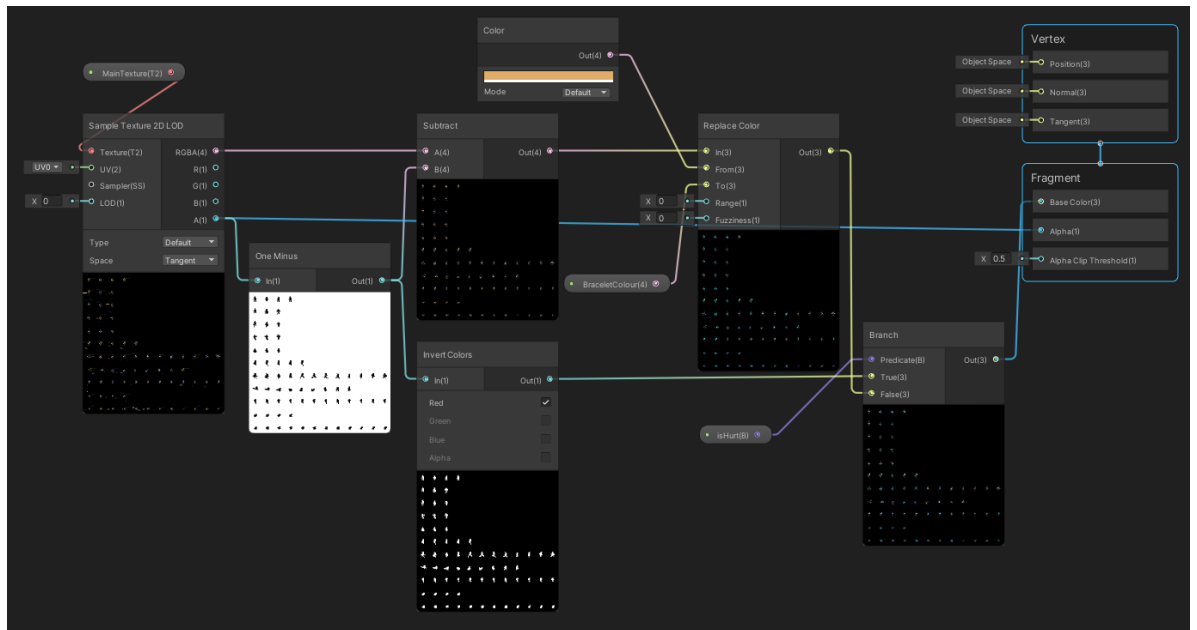 MainTexture(T2)
Sample Texture 2D LOD
Texture(T2)
RGBA(4)
UV0
UV(2)
R(1)
Sampler(SS)
G(1)
X 0
LOD(1)
B(1)
A(1)
Type
Default
Space
Tangent
One Minus
In(1)
Out(1)
Color
Out(4)
Mode
Default
Subtract
A(4)
Out(4)
B(4)
Invert Colors
In(1)
Out(1)
Red
Green
Blue
Alpha
Replace Color
In(3)
Out(3)
From(3)
To(3)
X 0
Range(1)
X 0
Fuzziness(1)
BraceletColour(4)
isHurt(B)
Branch
Predicate(B)
Out(3)
True(3)
False(3)
Vertex
Object Space
Position(3)
Object Space
Normal(3)
Object Space
Tangent(3)
Fragment
Base Color(3)
Alpha(1)
X 0.5
Alpha Clip Threshold(1)